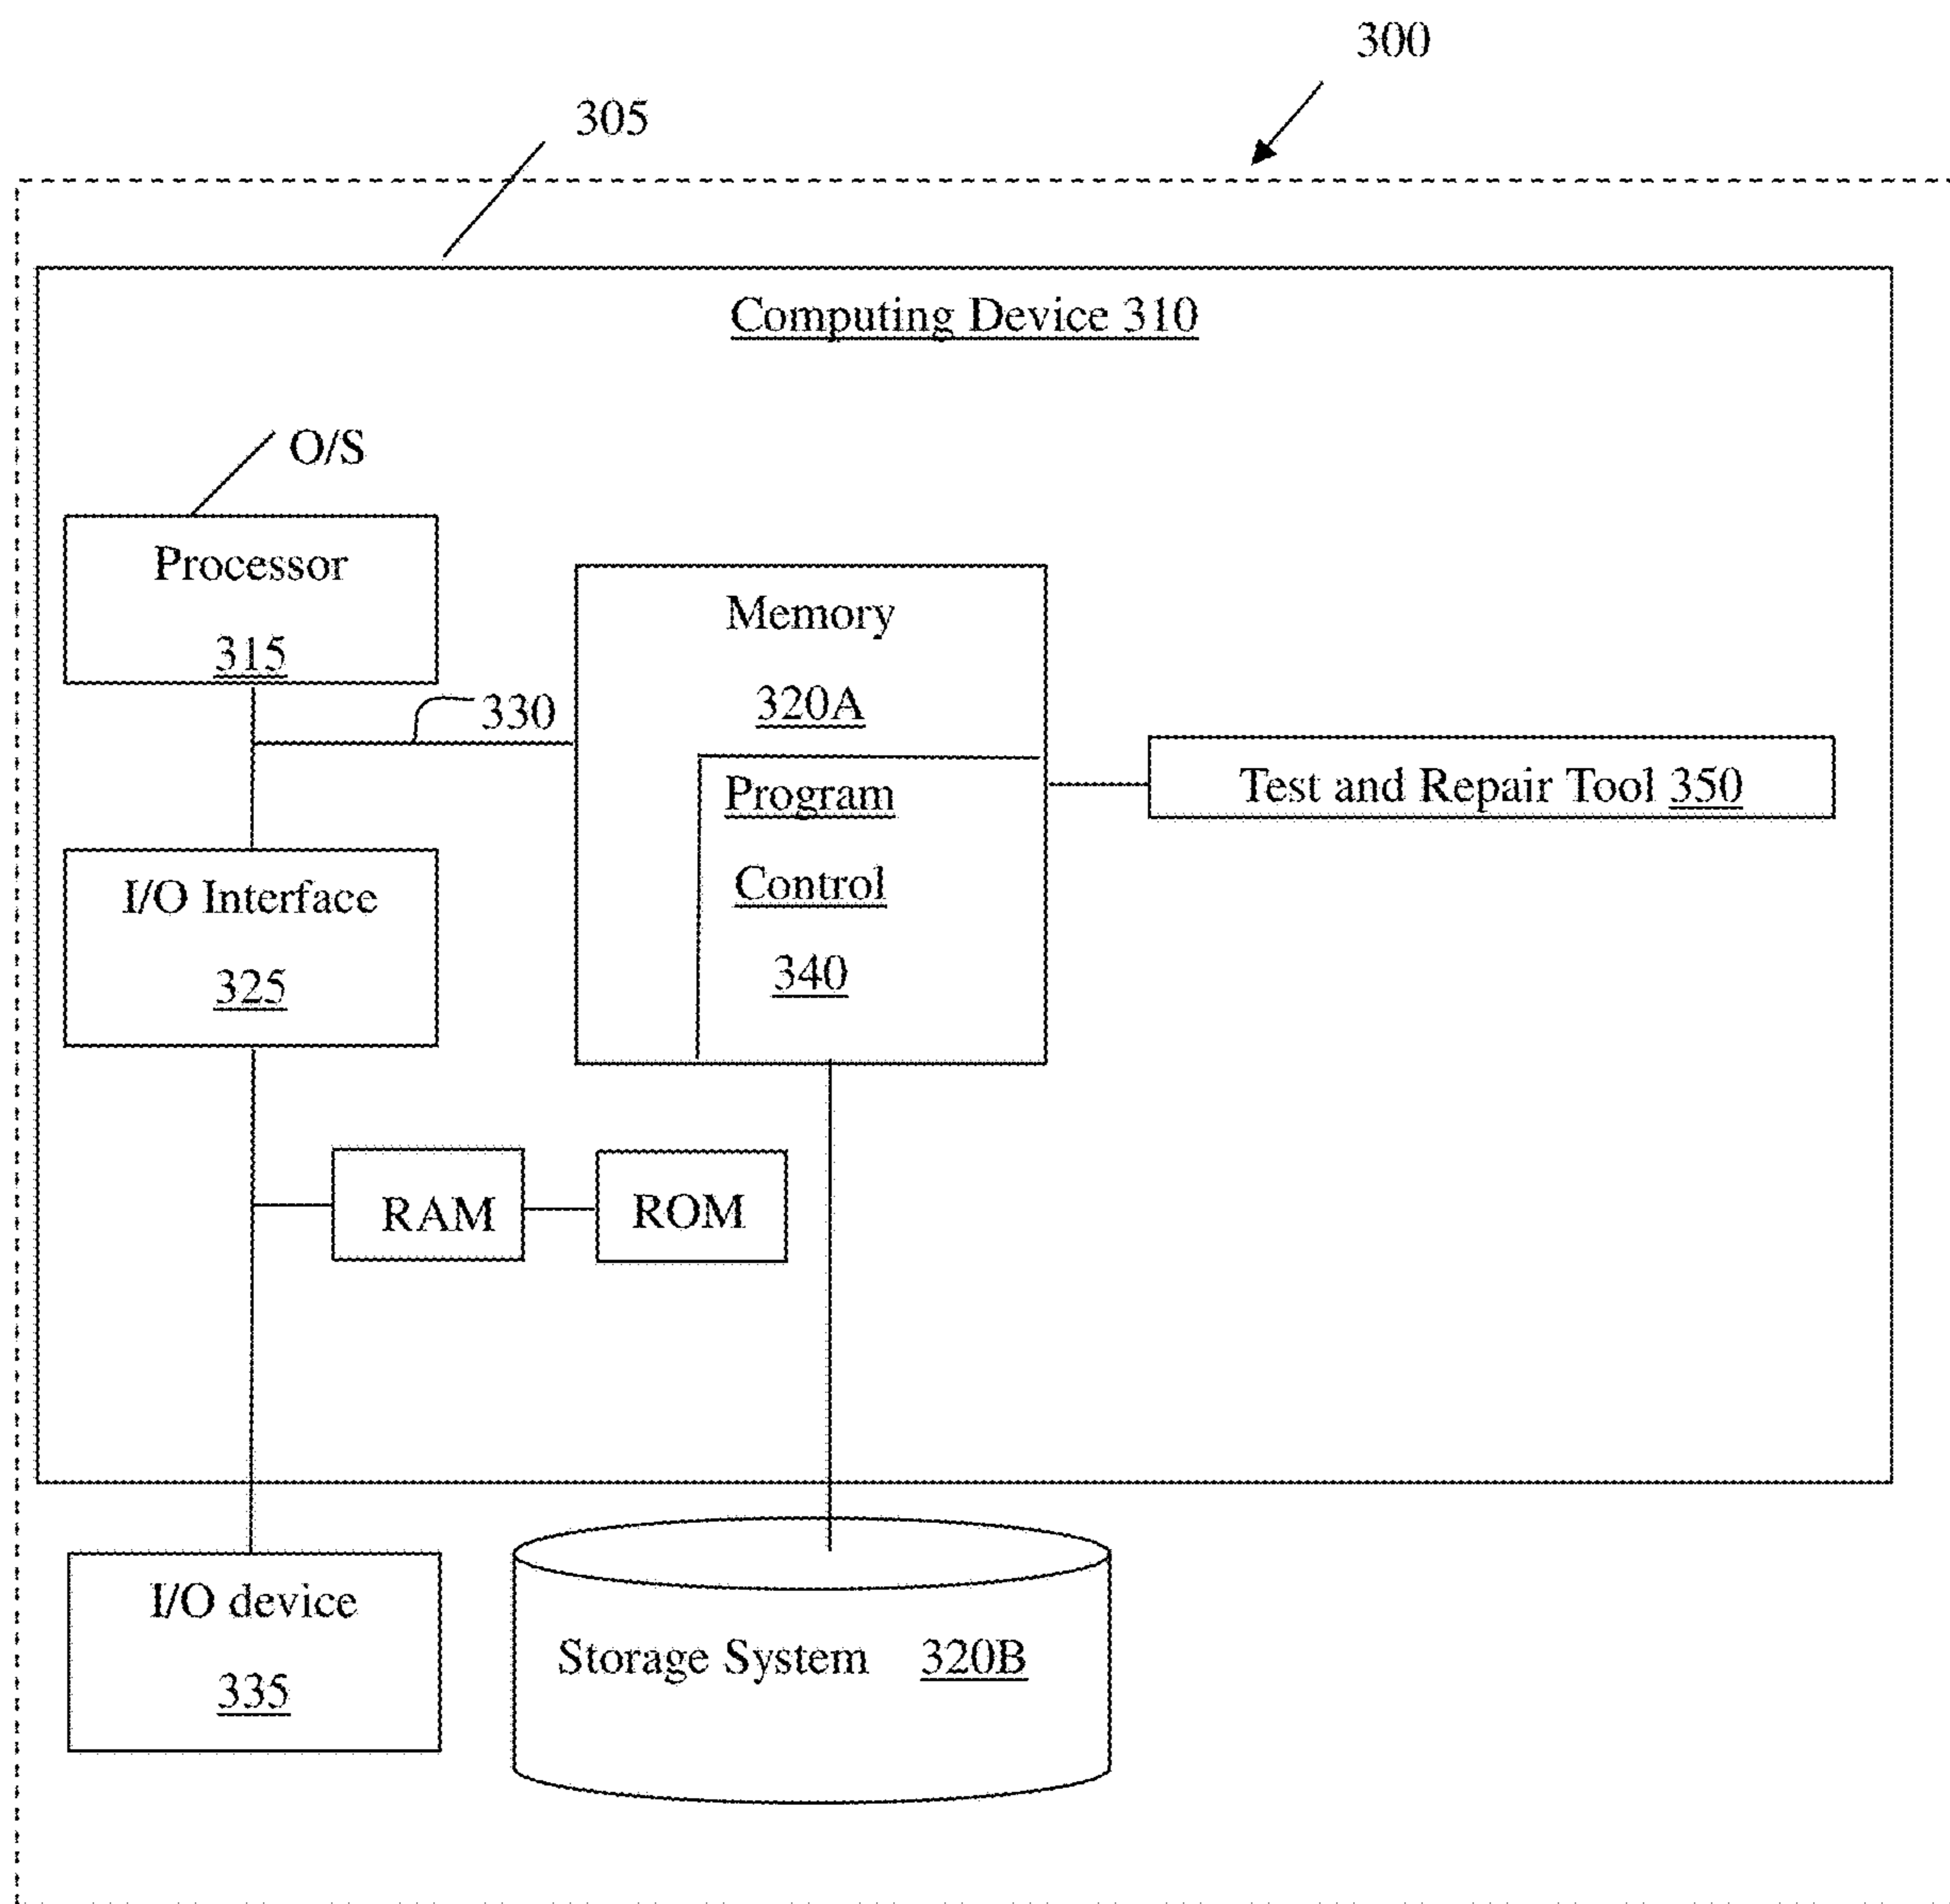 300
305
Computing Device 310
O/S
Processor
315
330
Memory
320A
Program
Control
340
Test and Repair Tool 350
I/O Interface
325
RAM
ROM
I/O device
335
Storage System 320B